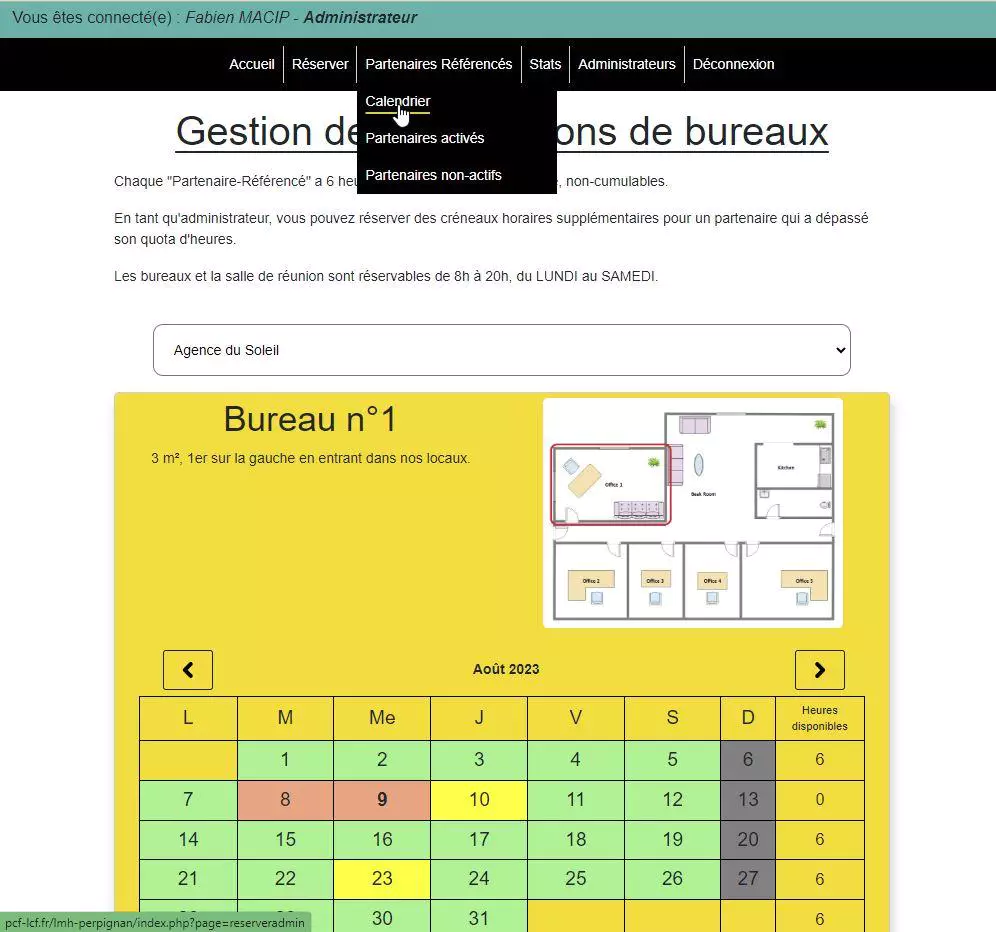 Vous êtes connecté(e) : Fabien MACIP - Administrateur
Accueil Réserver Partenaires Référencés Stats Administrateurs Déconnexion
Calendrier
Partenaires activés
Partenaires non-actifs
Gestion de ons de bureaux
Chaque "Partenaire-Référencé" a 6 , non-cumulables.
En tant qu'administrateur, vous pouvez réserver des créneaux horaires supplémentaires pour un partenaire qui a dépassé
son quota d'heures.
Les bureaux et la salle de réunion sont réservables de 8h à 20h, du LUNDI au SAMEDI.
Agence du Soleil
Bureau n°1
3 m², 1er sur la gauche en entrant dans nos locaux.
Kitchen
Office 1
Desk Room
Office 2 Office 3 Office 4 Office 5
Août 2023
L M Me J V S D Heures
disponibles
1 2 3 4 5 6 6
7 8 9 10 11 12 13 0
14 15 16 17 18 19 20 6
21 22 23 24 25 26 27 6
30 31 6
pcf-lcf.fr/lmh-perpignan/index.php?page=reserveradmin